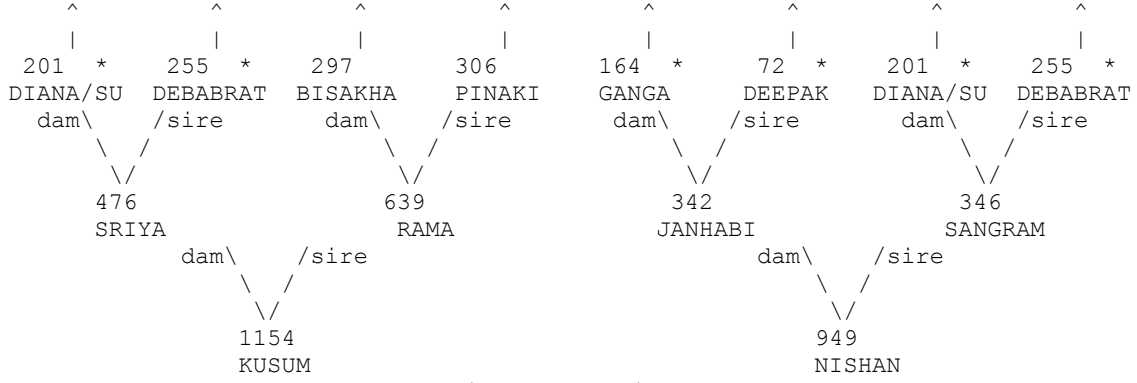 ^ ^ ^ ^ ^ ^ ^ ^
| | | | | | | |
201 * 255 * 297 306 164 * 72 * 201 * 255 *
DIANA/SU DEBABRAT BISAKHA PINAKI GANGA DEEPAK DIANA/SU DEBABRAT
dam\ /sire dam\ /sire dam\ /sire dam\ /sire
\ / \ / \ / \ /
\/ \/ \/ \/
476 639 342 346
SRIYA RAMA JANHABI SANGRAM
dam\ /sire dam\ /sire
\ / \ /
\/ \/
1154 949
KUSUM NISHAN